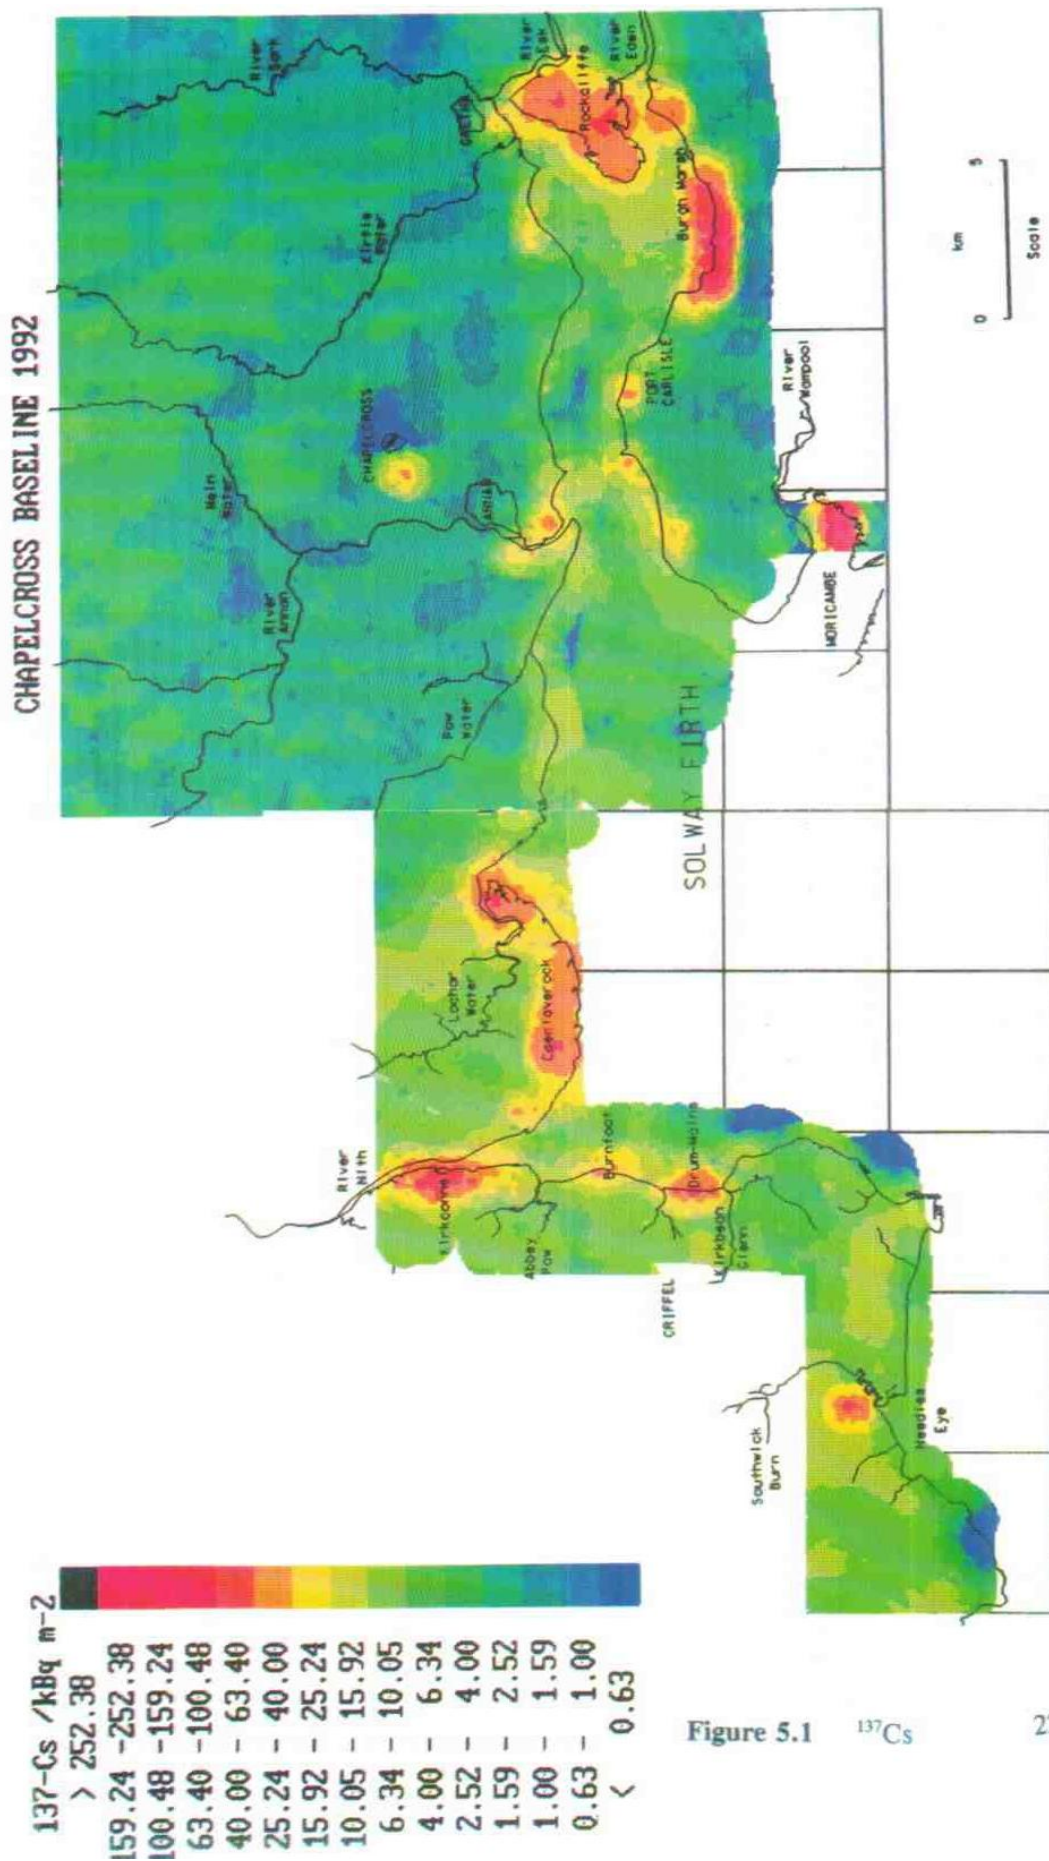 CHAPELCROSS BASELINE 1992
137-Cs /kBq m-2
> 252.38
159.24 -252.38
100.48 -159.24
63.40 -100.48
40.00 - 63.40
25.24 - 40.00
15.92 - 25.24
10.05 - 15.92
6.34 - 10.05
4.00 - 6.34
2.52 - 4.00
1.59 - 2.52
1.00 - 1.59
0.63 - 1.00
< 0.63
River
Nith
Kirkconnel
Abbey
Pow
Burnfoot
Drum-Mains
Kirkbean
Glenn
CRIFFEL
Southwick
Burn
Needles
Eye
Lochar
Water
Caerlaverock
SOLWAY FIRTH
Pow
Water
River
Annan
Mein
Water
CHAPELCROSS
ANNAN
Kirtle
Water
River
Sark
GRETNA
River
Esk
Rockcliffe
River
Eden
Burgh Marsh
PORT
CARLISLE
River
Wampool
MORICAMBE
0 km 5
Scale
Figure 5.1 ¹³⁷Cs